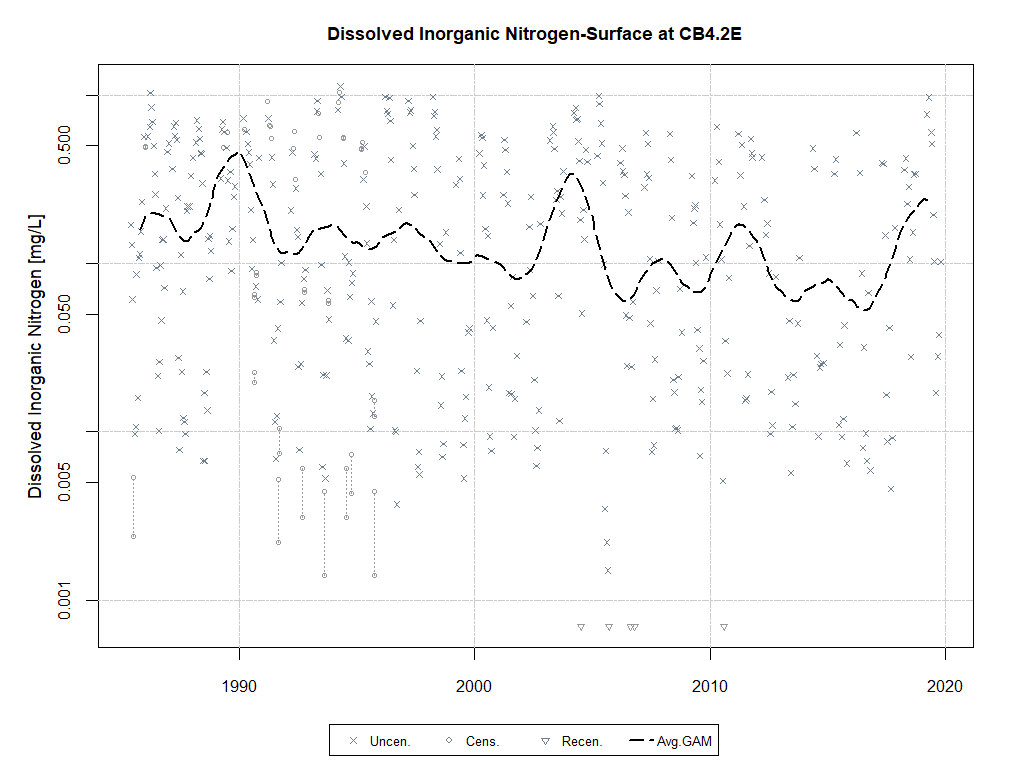 Dissolved Inorganic Nitrogen-Surface at CB4.2E
Dissolved Inorganic Nitrogen [mg/L]
0.500
0.050
0.005
0.001
1990 2000 2010 2020
Uncen. Cens. Recen. Avg.GAM